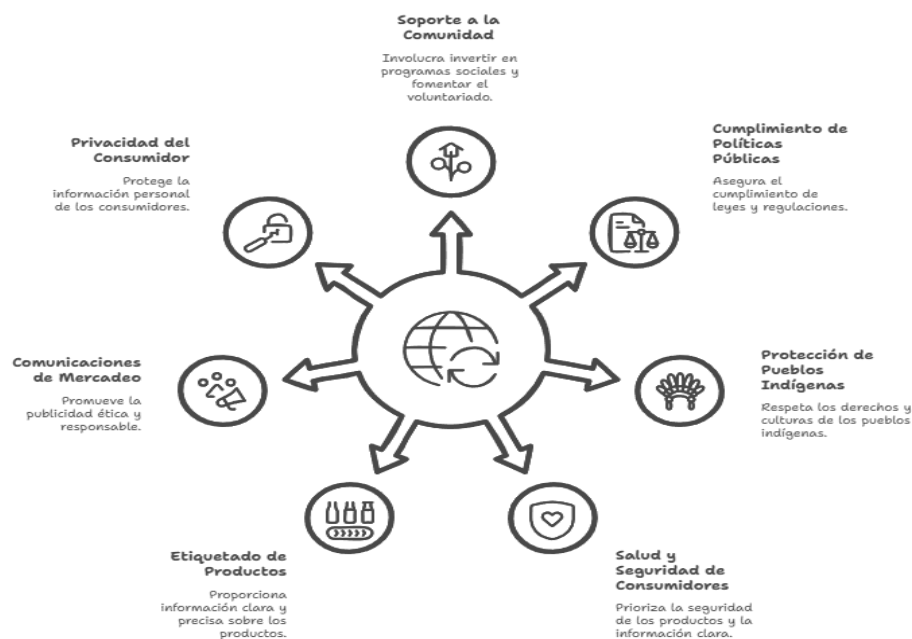 Soporte a la
Comunidad
Involucra invertir en
programas sociales y
fomentar el
voluntariado.
Privacidad del
Consumidor
Protege la
información personal
de los consumidores.
Cumplimiento de
Políticas
Públicas
Asegura el
cumplimiento de
leyes y regulaciones.
Comunicaciones
de Mercadeo
Promueve la
publicidad ética y
responsable.
Protección de
Pueblos
Indígenas
Respeta los derechos y
culturas de los pueblos
indígenas.
Etiquetado de
Productos
Proporciona
información clara y
precisa sobre los
productos.
Salud y
Seguridad de
Consumidores
Prioriza la seguridad
de los productos y la
información clara.